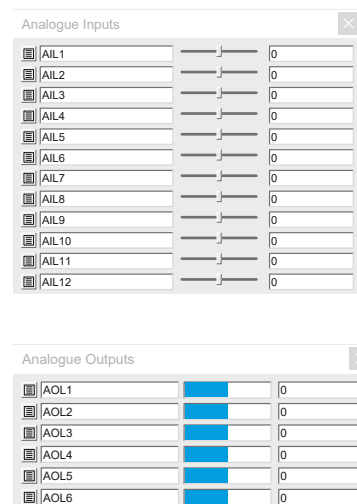 Analogue Inputs
AIL1 0
AIL2 0
AIL3 0
AIL4 0
AIL5 0
AIL6 0
AIL7 0
AIL8 0
AIL9 0
AIL10 0
AIL11 0
AIL12 0
Analogue Outputs
AOL1 0
AOL2 0
AOL3 0
AOL4 0
AOL5 0
AOL6 0